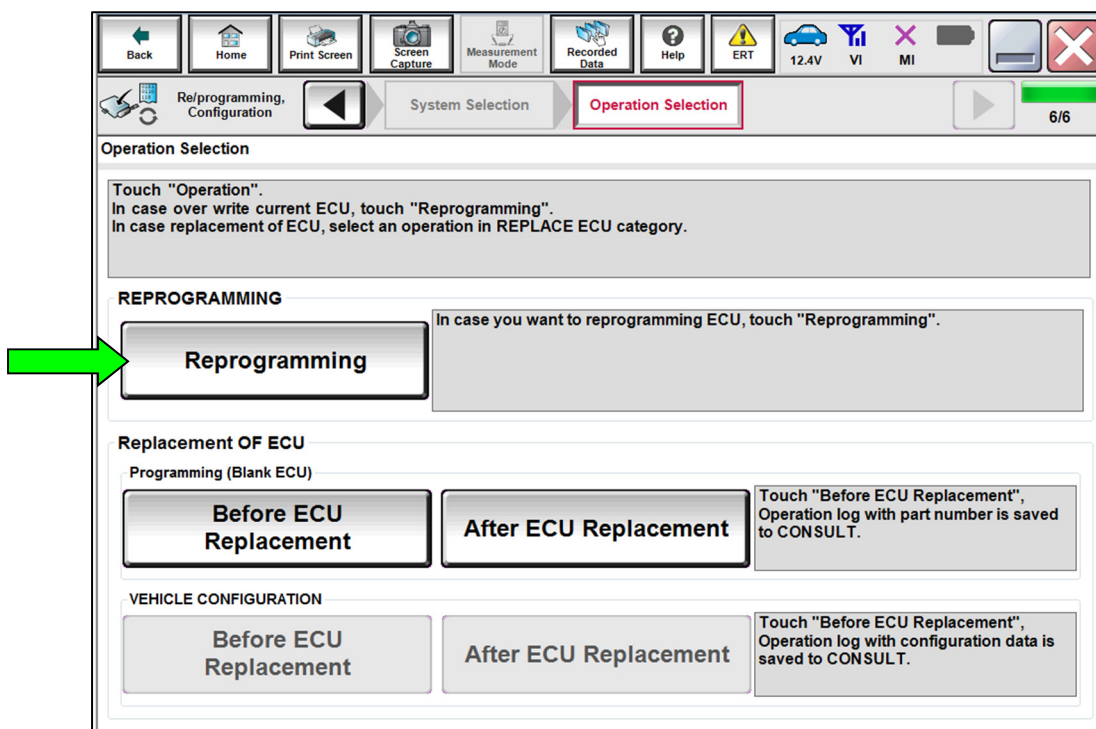 Back
Home
Print Screen
Screen
Capture
Measurement
Mode
Recorded
Data
Help
ERT
12.4V
VI
MI
Re/programming,
Configuration
System Selection
Operation Selection
6/6
Operation Selection
Touch "Operation".
In case over write current ECU, touch "Reprogramming".
In case replacement of ECU, select an operation in REPLACE ECU category.
REPROGRAMMING
Reprogramming
In case you want to reprogramming ECU, touch "Reprogramming".
Replacement OF ECU
Programming (Blank ECU)
Before ECU
Replacement
After ECU Replacement
Touch "Before ECU Replacement",
Operation log with part number is saved
to CONSULT.
VEHICLE CONFIGURATION
Before ECU
Replacement
After ECU Replacement
Touch "Before ECU Replacement",
Operation log with configuration data is
saved to CONSULT.